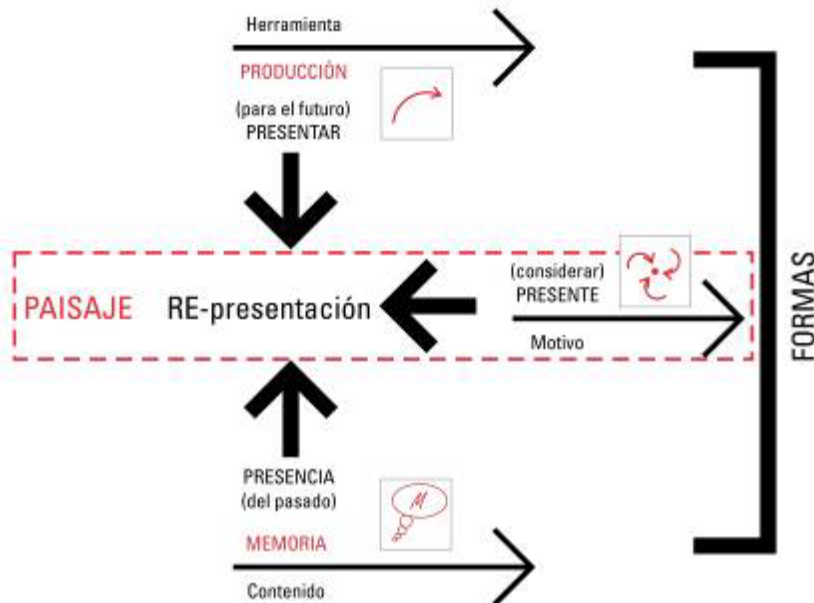 Herramienta
PRODUCCIÓN
(para el futuro)
PRESENTAR
PAISAJE
RE-presentación
(considerar)
PRESENTE
Motivo
PRESENCIA
(del pasado)
M
MEMORIA
Contenido
FORMAS